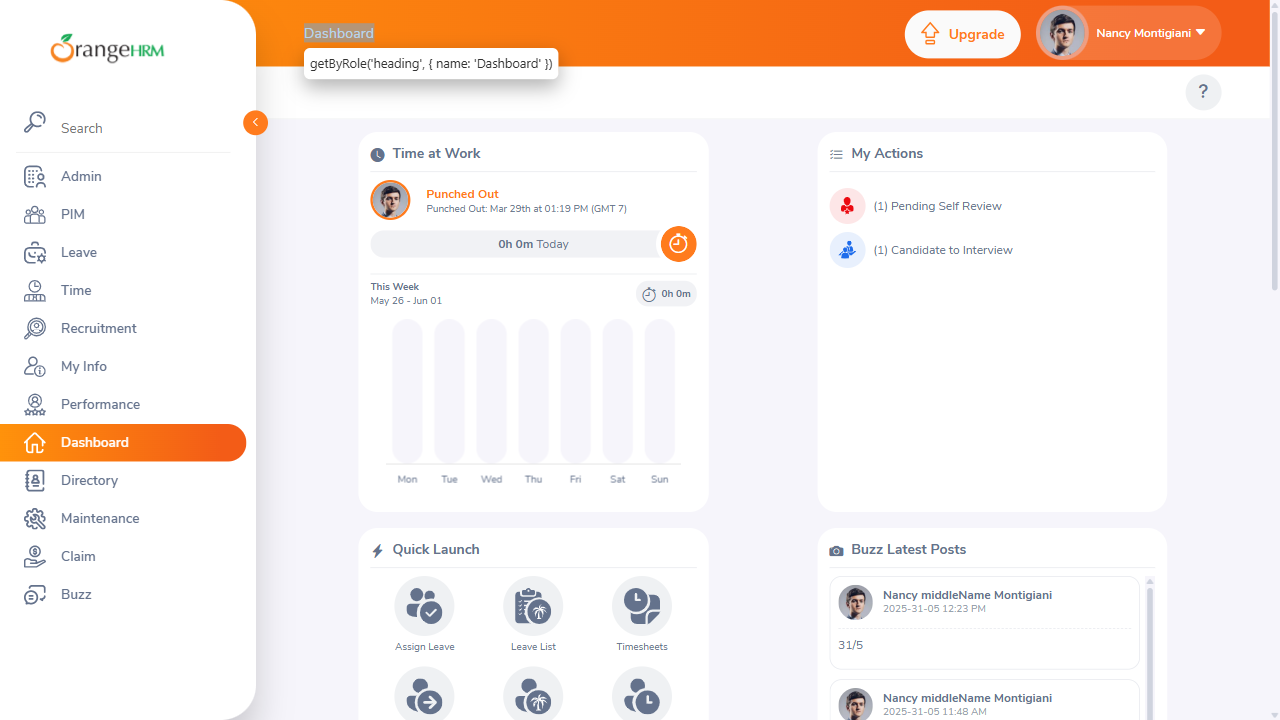 OrangeHRM
Search
Admin
PIM
Leave
Time
Recruitment
My Info
Performance
Dashboard
Directory
Maintenance
Claim
Buzz
Dashboard
getByRole('heading', { name: 'Dashboard' })
Upgrade
Nancy Montigiani
?
Time at Work
Punched Out
Punched Out: Mar 29th at 01:19 PM (GMT 7)
0h 0m Today
This Week
May 26 - Jun 01
0h 0m
Mon Tue Wed Thu Fri Sat Sun
My Actions
(1) Pending Self Review
(1) Candidate to Interview
Quick Launch
Assign Leave
Leave List
Timesheets
Buzz Latest Posts
Nancy middleName Montigiani
2025-31-05 12:23 PM
31/5
Nancy middleName Montigiani
2025-31-05 11:48 AM